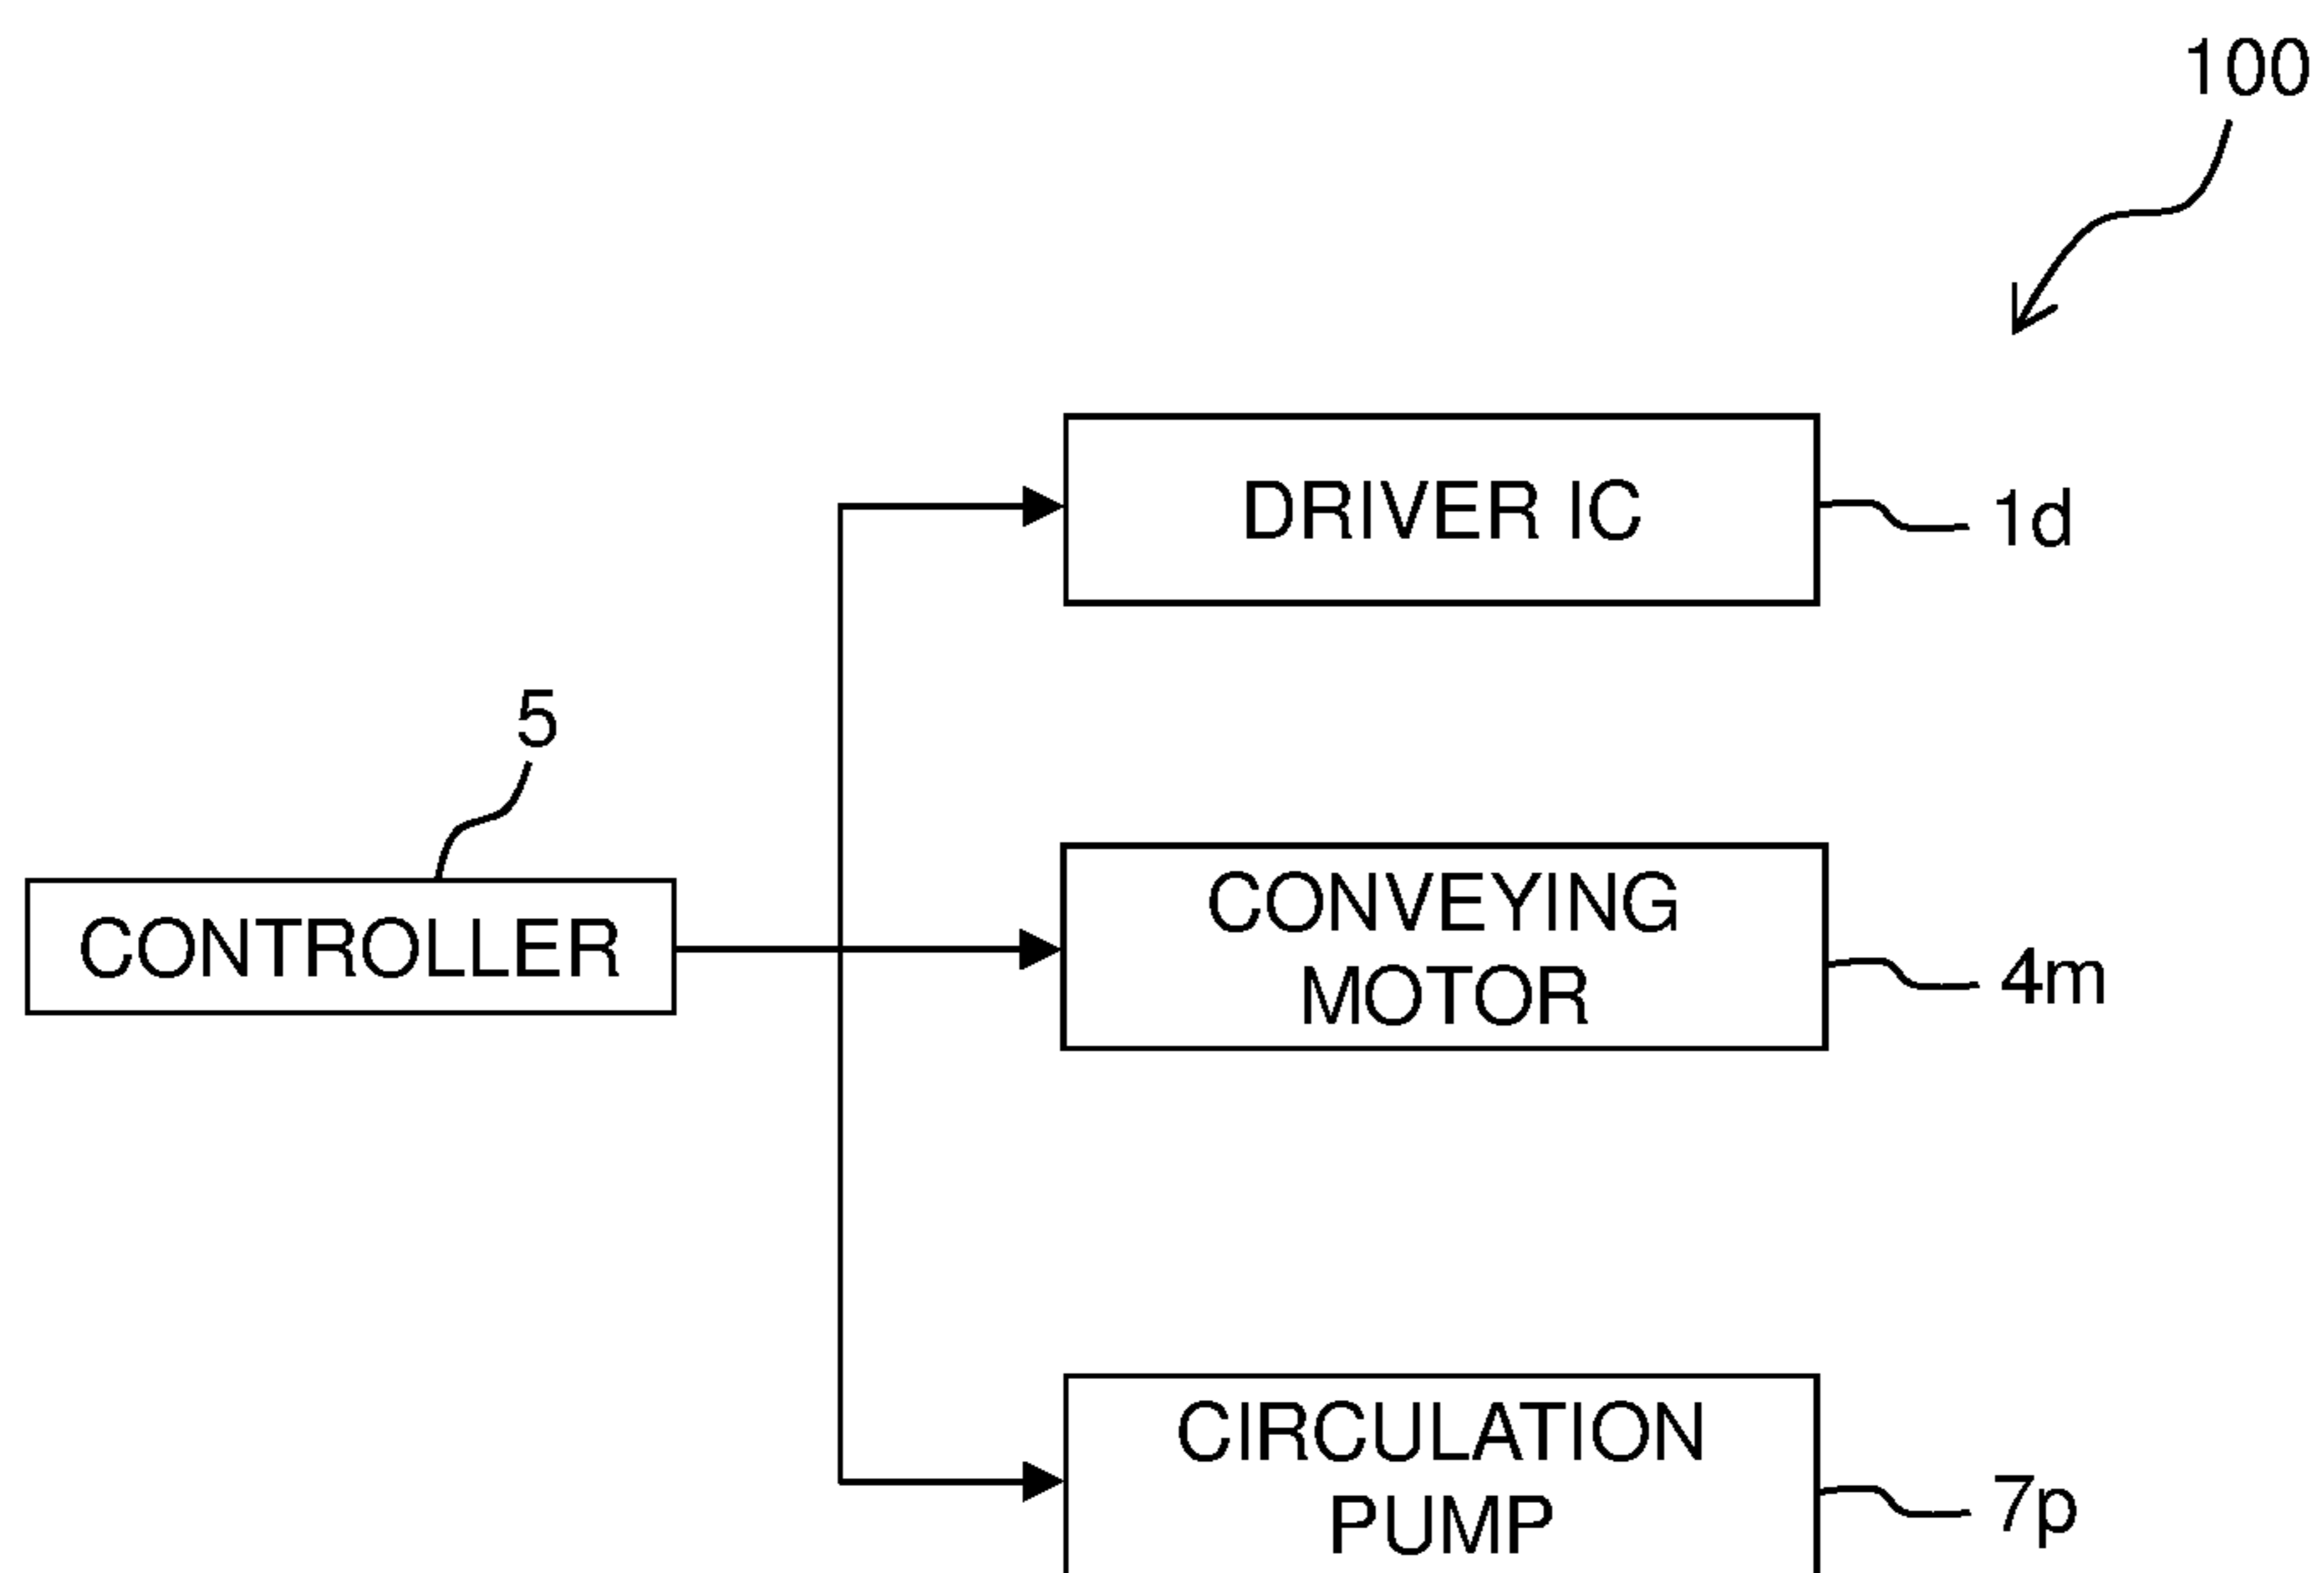 100
DRIVER IC
1d
5
CONTROLLER
CONVEYING
MOTOR
4m
CIRCULATION
PUMP
7p